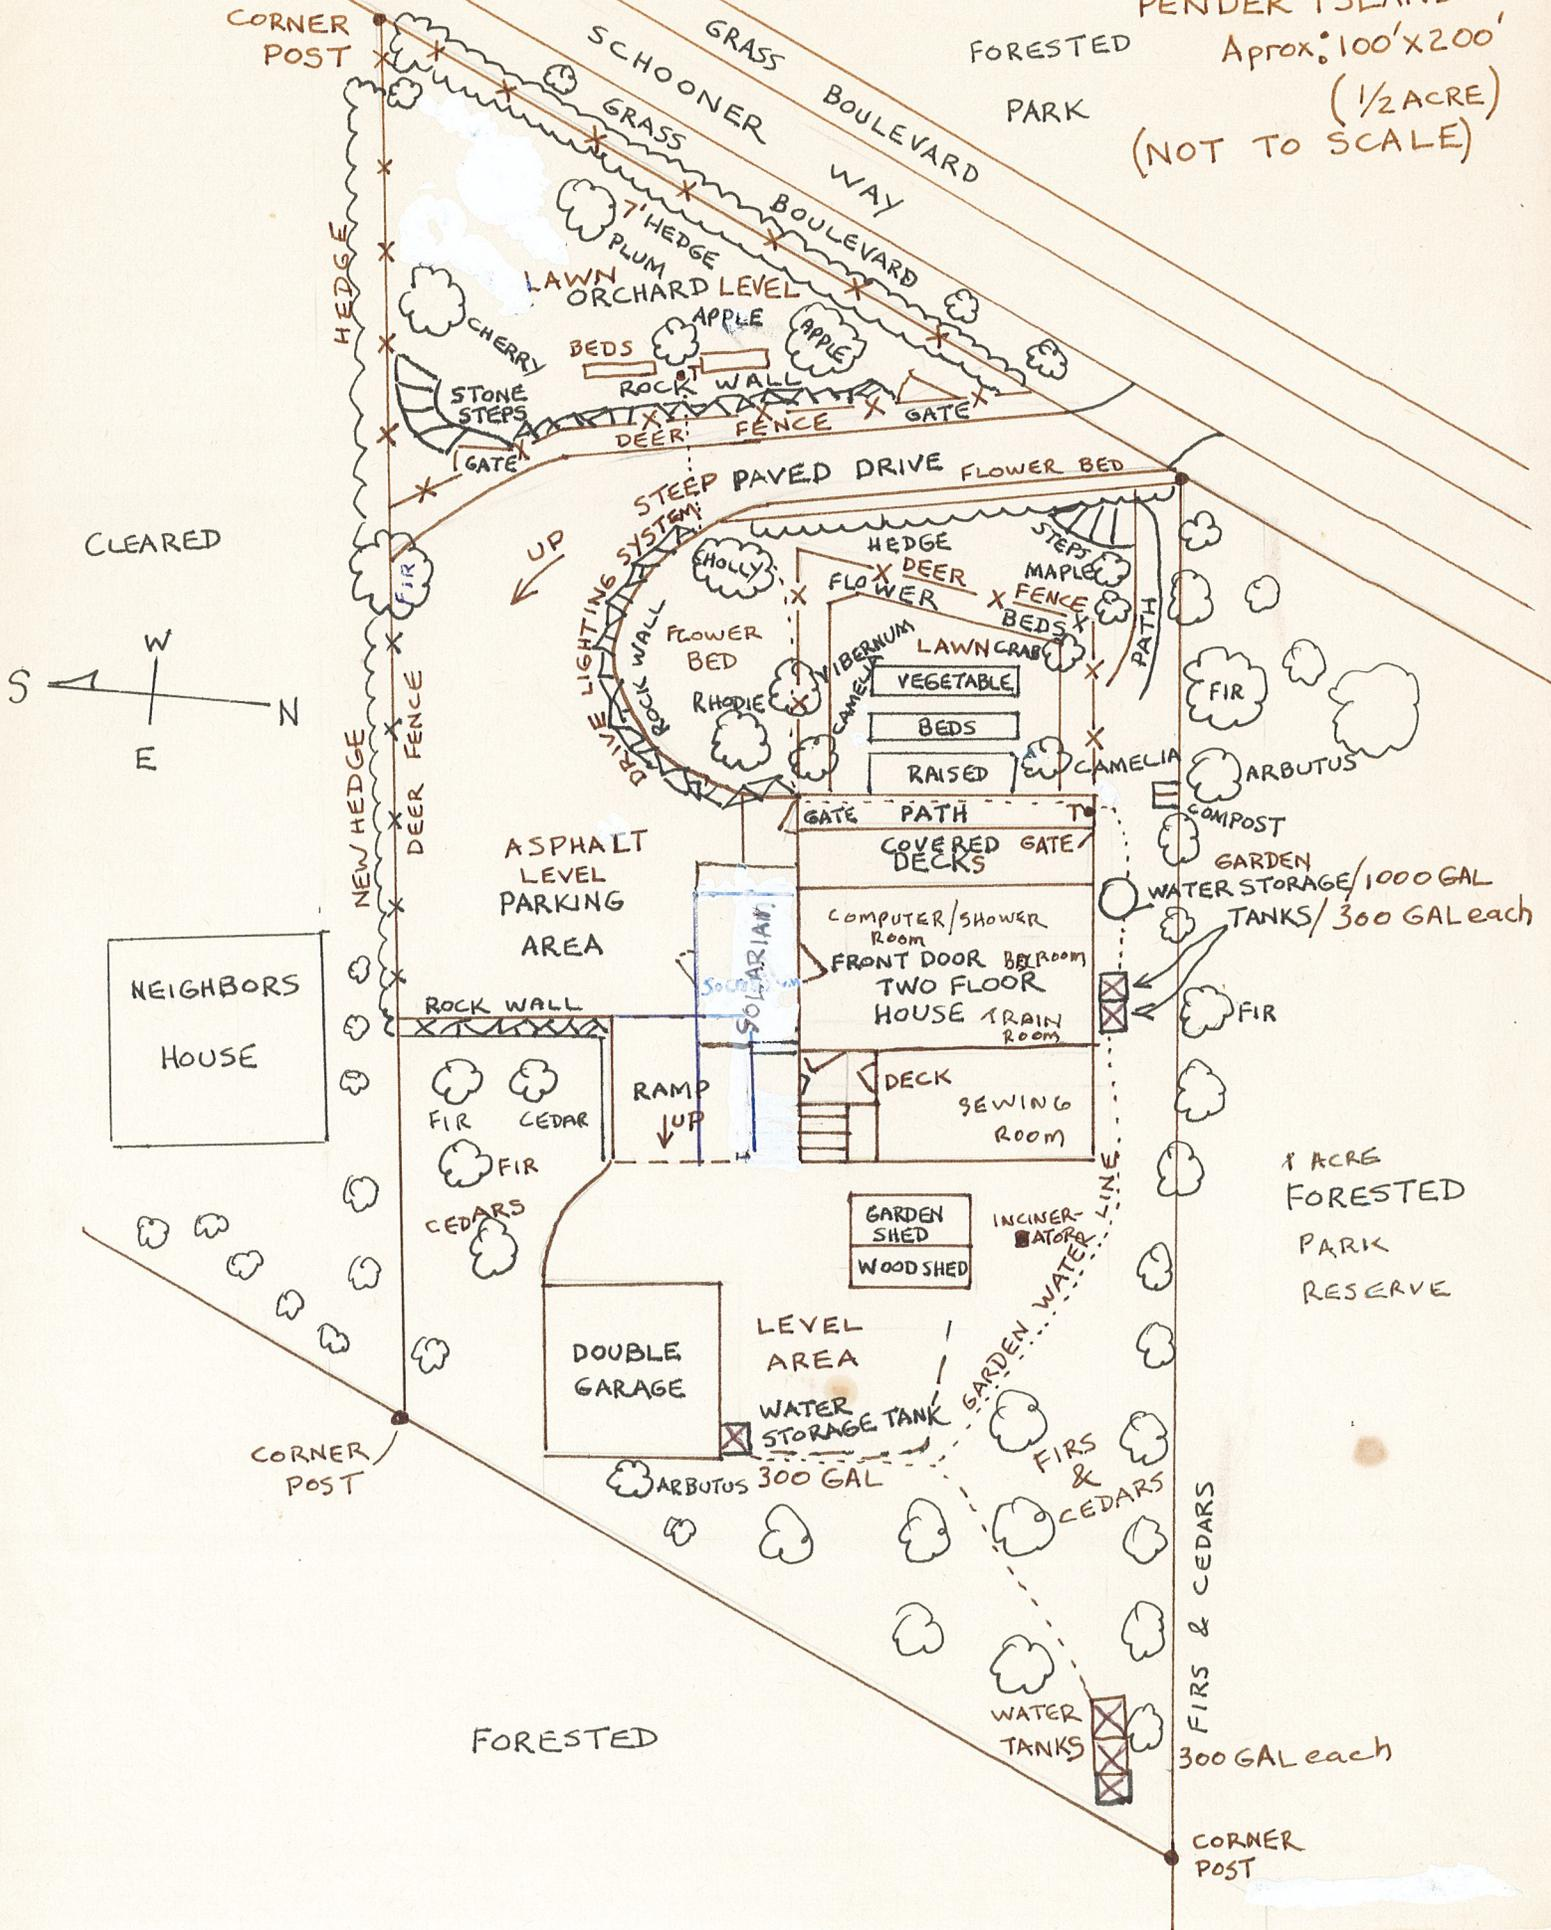 PENDER ISLAND
Aprox: 100'X200'
(1/2 ACRE)
(NOT TO SCALE)
CORNER
POST
GRASS
BOULEVARD
SCHOONER
WAY
FORESTED
PARK
GRASS
BOULEVARD
HEDGE
7' HEDGE
PLUM
LAWN
ORCHARD LEVEL
CHERRY
APPLE
APPLE
BEDS
ROCK WALL
T
STONE
STEPS
GATE
DEER FENCE
GATE
STEEP PAVED DRIVE
FLOWER BED
CLEARED
FIR
UP
DRIVE LIGHTING SYSTEM
ROCK WALL
HOLLY
HEDGE
STEPS
MAPLE
DEER
FENCE
FLOWER
BEDS
PATH
FLOWER
BED
VIBERNUM
CAMELIA
LAWN
CRAB
RHODIE
VEGETABLE
BEDS
RAISED
CAMELIA
FIR
ARBUTUS
COMPOST
W
S
N
E
NEW HEDGE
DEER FENCE
GATE
PATH
T
COVERED
DECKS
GATE
ASPHALT
LEVEL
PARKING
AREA
SOLARIAN
GARDEN
WATER STORAGE/1000 GAL
TANKS/300 GAL each
COMPUTER/SHOWER
ROOM
FRONT DOOR
TWO FLOOR
HOUSE
TRAIN
ROOM
FIR
NEIGHBORS
HOUSE
ROCK WALL
FIR
CEDAR
FIR
CEDARS
RAMP
UP
DECK
SEWING
ROOM
1 ACRE
FORESTED
PARK
RESERVE
GARDEN
SHED
WOODSHED
INCINER-
ATOR
GARDEN WATER LINE
DOUBLE
GARAGE
LEVEL
AREA
WATER
STORAGE TANK
300 GAL
ARBUTUS
CORNER
POST
FIRS
&
CEDARS
FIRS & CEDARS
FORESTED
WATER
TANKS
300 GAL each
CORNER
POST